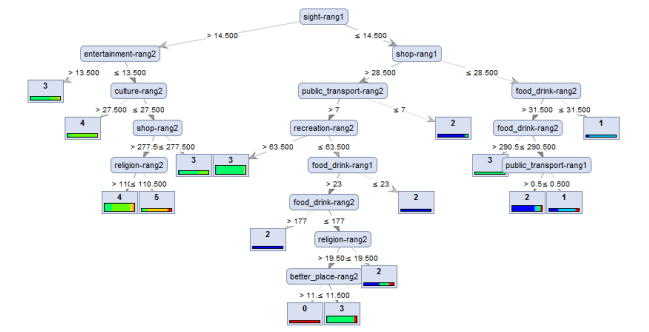 sight-rang1
> 14.500 ≤ 14.500
entertainment-rang2 shop-rang1
> 13.500 ≤ 13.500 > 28.500 ≤ 28.500
3 culture-rang2 public_transport-rang2 food_drink-rang2
> 27.500 ≤ 27.500 > 7 ≤ 7 > 31.500 ≤ 31.500
4 shop-rang2 recreation-rang2 2 food_drink-rang2 1
> 277.5 ≤ 277.500 > 63.500 ≤ 63.500 > 290.5 ≤ 290.500
religion-rang2 3 3 food_drink-rang1 3 public_transport-rang1
> 110 ≤ 110.500 > 23 ≤ 23 > 0.5 ≤ 0.500
4 5 food_drink-rang2 2 2 1
> 177 ≤ 177
2 religion-rang2
> 19.50 ≤ 19.500
better_place-rang2 2
> 11. ≤ 11.500
0 3